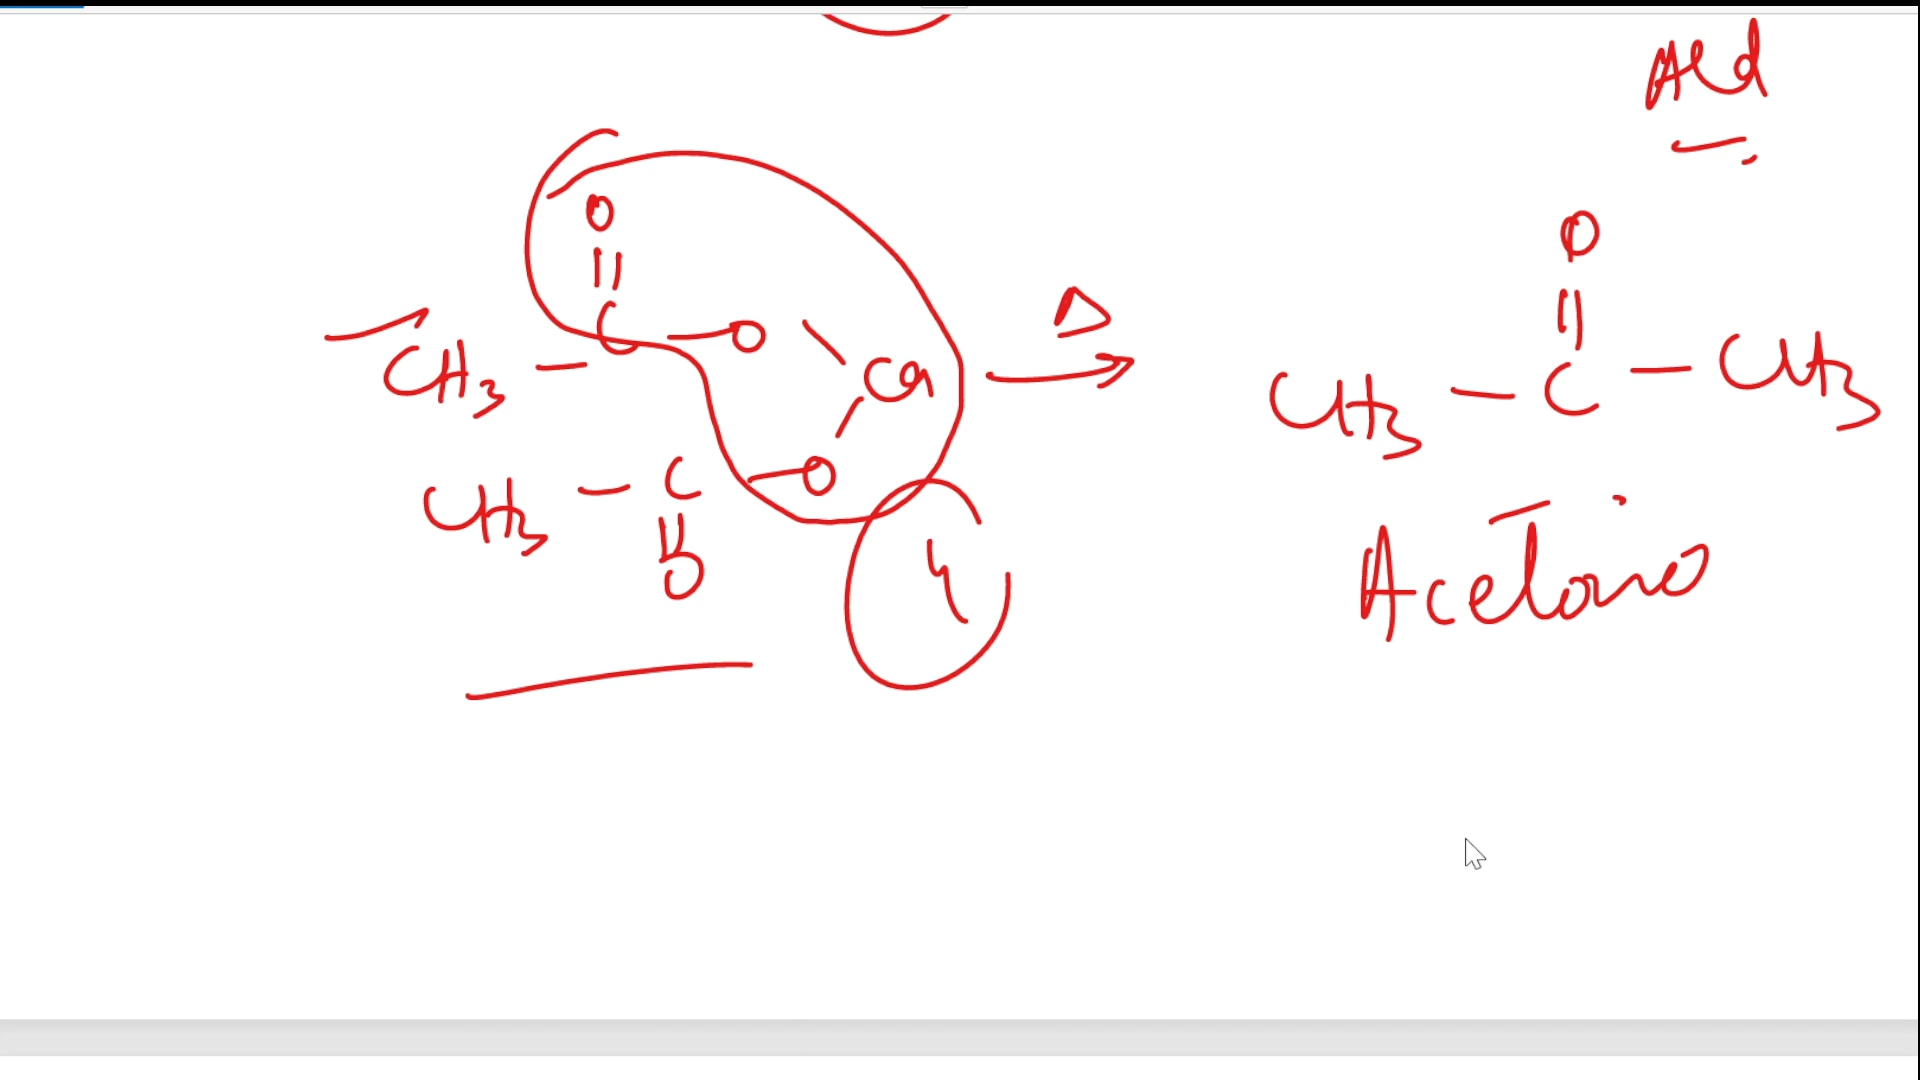 Ald
O
||
CH3 - C - O \ Ca
CH3 - C - O /
||
O
Δ
→
O
||
CH3 - C - CH3
Acetone